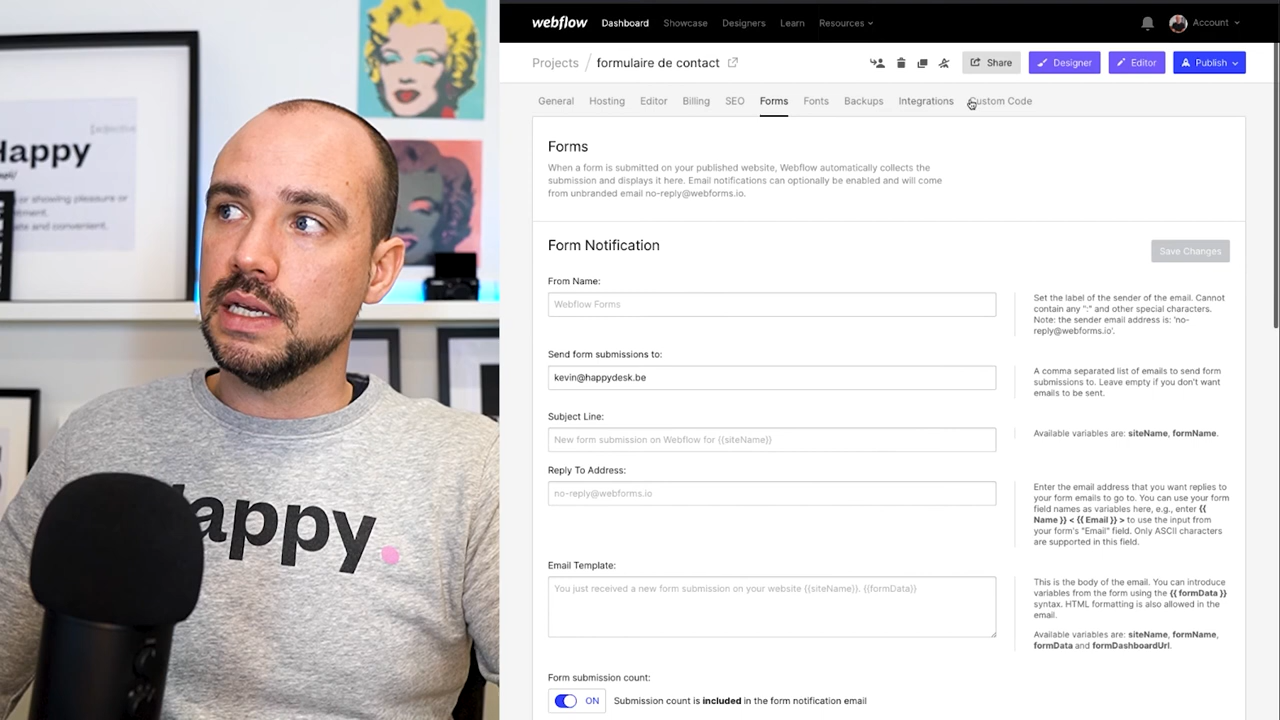 [adjective]
Happy
or showing pleasure or
and convenient.
appy.
webflow Dashboard Showcase Designers Learn Resources Account
Projects / formulaire de contact Share Designer Editor Publish
General Hosting Editor Billing SEO Forms Fonts Backups Integrations Custom Code
Forms
When a form is submitted on your published website, Webflow automatically collects the
submission and displays it here. Email notifications can optionally be enabled and will come
from unbranded email no-reply@webforms.io.
Form Notification
Save Changes
From Name:
Webflow Forms
Set the label of the sender of the email. Cannot
contain any ":" and other special characters.
Note: the sender email address is: 'no-
reply@webforms.io'.
Send form submissions to:
kevin@happydesk.be
A comma separated list of emails to send form
submissions to. Leave empty if you don't want
emails to be sent.
Subject Line:
New form submission on Webflow for {{siteName}}
Available variables are: siteName, formName.
Reply To Address:
no-reply@webforms.io
Enter the email address that you want replies
to your form emails to go to. You can use your form
field names as variables here, e.g., enter {{
Name }} < {{ Email }} > to use the input from
your form's "Email" field. Only ASCII characters
are supported in this field.
Email Template:
You just received a new form submission on your website {{siteName}}. {{formData}}
This is the body of the email. You can introduce
variables from the form using the {{ formData }}
syntax. HTML formatting is also allowed in the
email.
Available variables are: siteName, formName,
formData and formDashboardUrl.
Form submission count:
ON Submission count is included in the form notification email